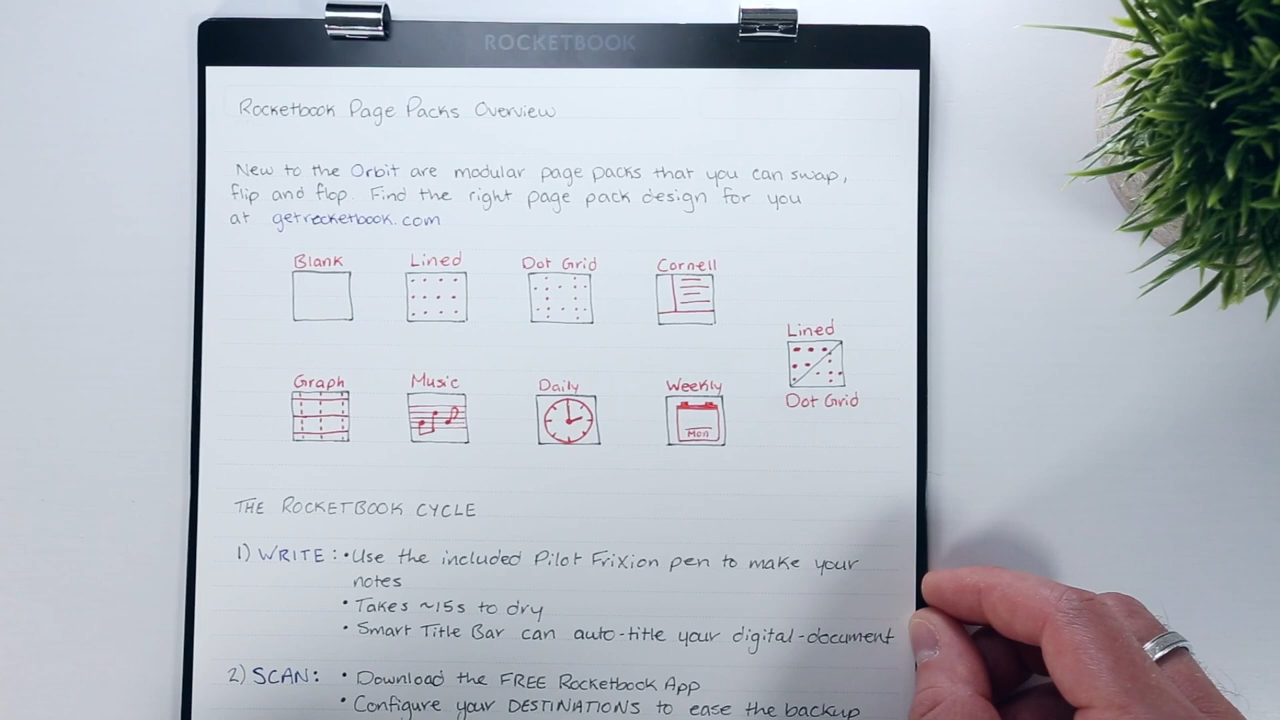 ROCKETBOOK
Rocketbook Page Packs Overview
New to the Orbit are modular page packs that you can swap,
flip and flop. Find the right page pack design for you
at getrocketbook.com
Blank Lined Dot Grid Cornell
Lined
Dot Grid
Graph Music Daily Weekly
Mon
THE ROCKETBOOK CYCLE
1) WRITE: • Use the included Pilot Frixion pen to make your
notes
• Takes ~15s to dry
• Smart Title Bar can auto-title your digital-document
2) SCAN: • Download the FREE Rocketbook App
• Configure your DESTINATIONS to ease the backup